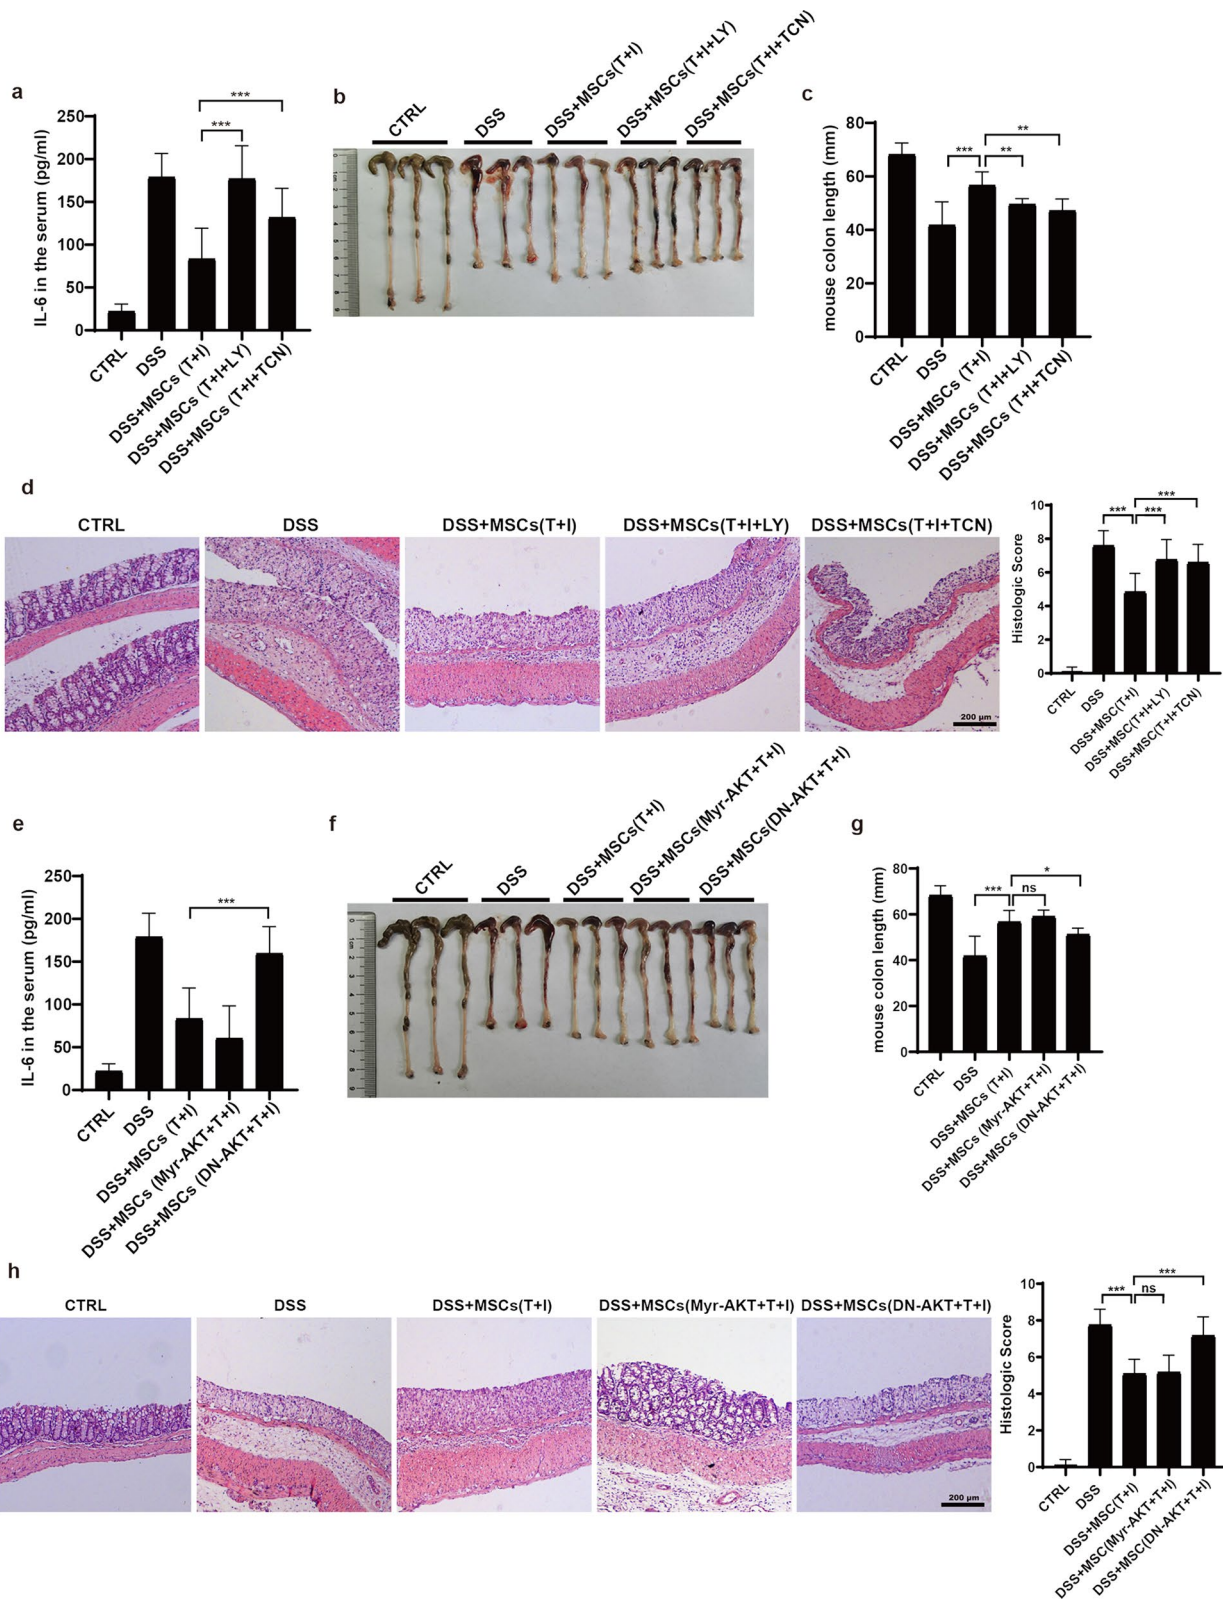 a
IL-6 in the serum (pg/ml)
250
200
150
100
50
0
***
***
CTRL
DSS
DSS+MSCs (T+I)
DSS+MSCs (T+I+LY)
DSS+MSCs (T+I+TCN)
b
CTRL
DSS
DSS+MSCs(T+I)
DSS+MSCs(T+I+LY)
DSS+MSCs(T+I+TCN)
c
mouse colon length (mm)
80
60
40
20
0
***
**
**
CTRL
DSS
DSS+MSCs (T+I)
DSS+MSCs (T+I+LY)
DSS+MSCs (T+I+TCN)
d
CTRL
DSS
DSS+MSCs(T+I)
DSS+MSCs(T+I+LY)
DSS+MSCs(T+I+TCN)
200 μm
Histologic Score
10
8
6
4
2
0
***
***
***
CTRL
DSS
DSS+MSC(T+I)
DSS+MSC(T+I+LY)
DSS+MSC(T+I+TCN)
e
IL-6 in the serum (pg/ml)
250
200
150
100
50
0
***
CTRL
DSS
DSS+MSCs (T+I)
DSS+MSCs (Myr-AKT+T+I)
DSS+MSCs (DN-AKT+T+I)
f
CTRL
DSS
DSS+MSCs(T+I)
DSS+MSCs(Myr-AKT+T+I)
DSS+MSCs(DN-AKT+T+I)
g
mouse colon length (mm)
80
60
40
20
0
***
ns
*
CTRL
DSS
DSS+MSCs (T+I)
DSS+MSCs (Myr-AKT+T+I)
DSS+MSCs (DN-AKT+T+I)
h
CTRL
DSS
DSS+MSCs(T+I)
DSS+MSCs(Myr-AKT+T+I)
DSS+MSCs(DN-AKT+T+I)
200 μm
Histologic Score
10
8
6
4
2
0
***
ns
***
CTRL
DSS
DSS+MSC(T+I)
DSS+MSC(Myr-AKT+T+I)
DSS+MSC(DN-AKT+T+I)